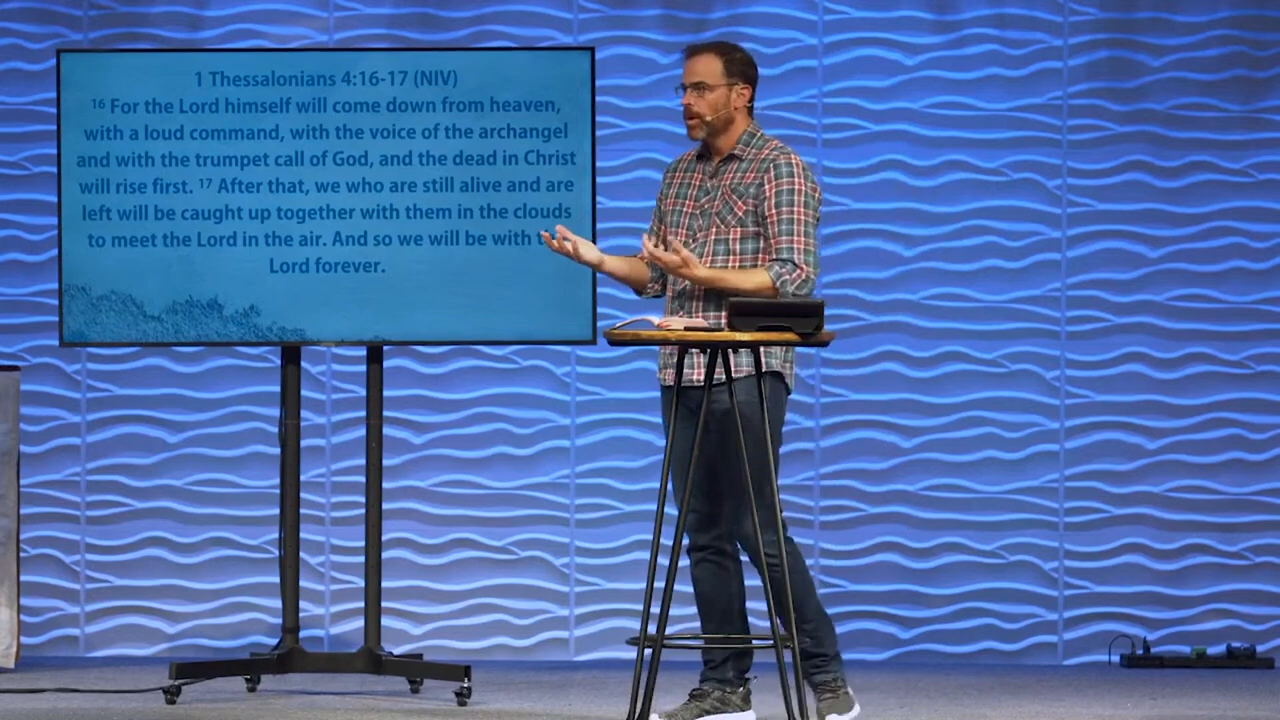 1 Thessalonians 4:16-17 (NIV)
16 For the Lord himself will come down from heaven,
with a loud command, with the voice of the archangel
and with the trumpet call of God, and the dead in Christ
will rise first. 17 After that, we who are still alive and are
left will be caught up together with them in the clouds
to meet the Lord in the air. And so we will be with
Lord forever.